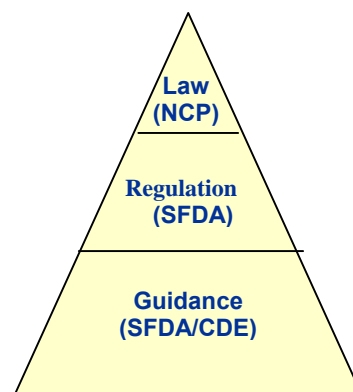 Law
(NCP)
Regulation
(SFDA)
Guidance
(SFDA/CDE)